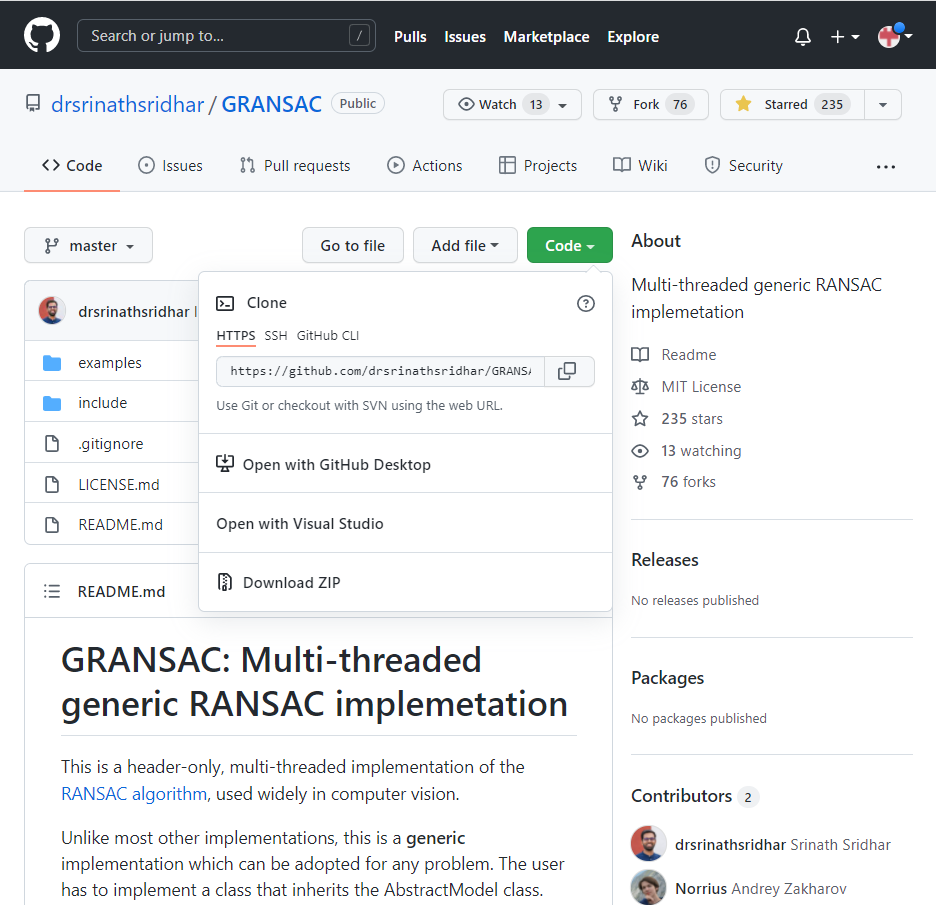 Search or jump to... /
Pulls Issues Marketplace Explore
drsrinathsridhar / GRANSAC Public
Watch 13
Fork 76
Starred 235
Code Issues Pull requests Actions Projects Wiki Security ...
master
Go to file
Add file
Code
drsrinathsridhar
examples
include
.gitignore
LICENSE.md
README.md
Clone
HTTPS SSH GitHub CLI
https://github.com/drsrinathsridhar/GRANSA
Use Git or checkout with SVN using the web URL.
Open with GitHub Desktop
Open with Visual Studio
Download ZIP
README.md
GRANSAC: Multi-threaded
generic RANSAC implemetation
This is a header-only, multi-threaded implementation of the
RANSAC algorithm, used widely in computer vision.
Unlike most other implementations, this is a generic
implementation which can be adopted for any problem. The user
has to implement a class that inherits the AbstractModel class.
About
Multi-threaded generic RANSAC
implemetation
Readme
MIT License
235 stars
13 watching
76 forks
Releases
No releases published
Packages
No packages published
Contributors 2
drsrinathsridhar Srinath Sridhar
Norrius Andrey Zakharov